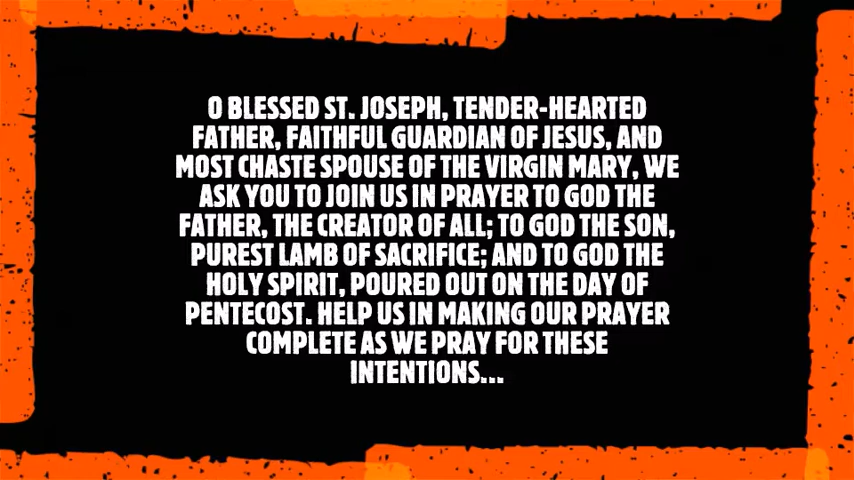 O BLESSED ST. JOSEPH, TENDER-HEARTED
FATHER, FAITHFUL GUARDIAN OF JESUS, AND
MOST CHASTE SPOUSE OF THE VIRGIN MARY, WE
ASK YOU TO JOIN US IN PRAYER TO GOD THE
FATHER, THE CREATOR OF ALL; TO GOD THE SON,
PUREST LAMB OF SACRIFICE; AND TO GOD THE
HOLY SPIRIT, POURED OUT ON THE DAY OF
PENTECOST. HELP US IN MAKING OUR PRAYER
COMPLETE AS WE PRAY FOR THESE
INTENTIONS...